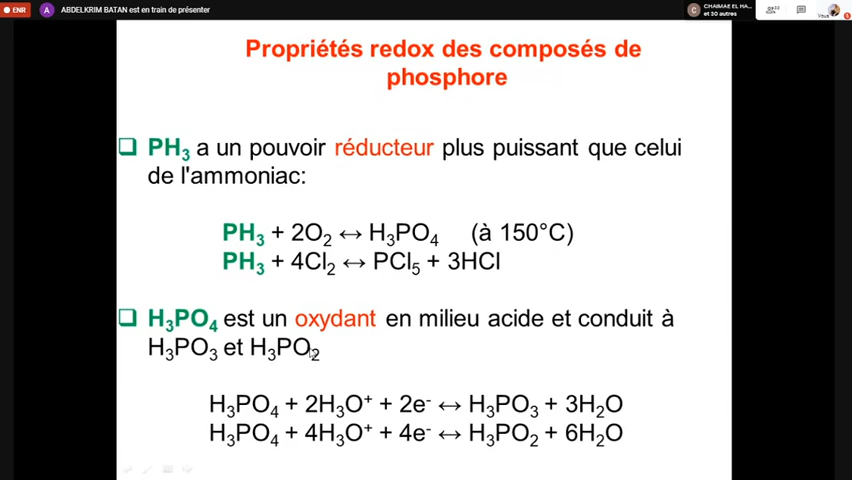 ENR
A ABDELKRIM BATAN est en train de présenter
C CHAIMAE EL HA...
et 30 autres
Vous
Propriétés redox des composés de
phosphore
PH₃ a un pouvoir réducteur plus puissant que celui
de l'ammoniac:
PH₃ + 2O₂ ↔ H₃PO₄ (à 150°C)
PH₃ + 4Cl₂ ↔ PCl₅ + 3HCl
H₃PO₄ est un oxydant en milieu acide et conduit à
H₃PO₃ et H₃PO₂
H₃PO₄ + 2H₃O⁺ + 2e⁻ ↔ H₃PO₃ + 3H₂O
H₃PO₄ + 4H₃O⁺ + 4e⁻ ↔ H₃PO₂ + 6H₂O